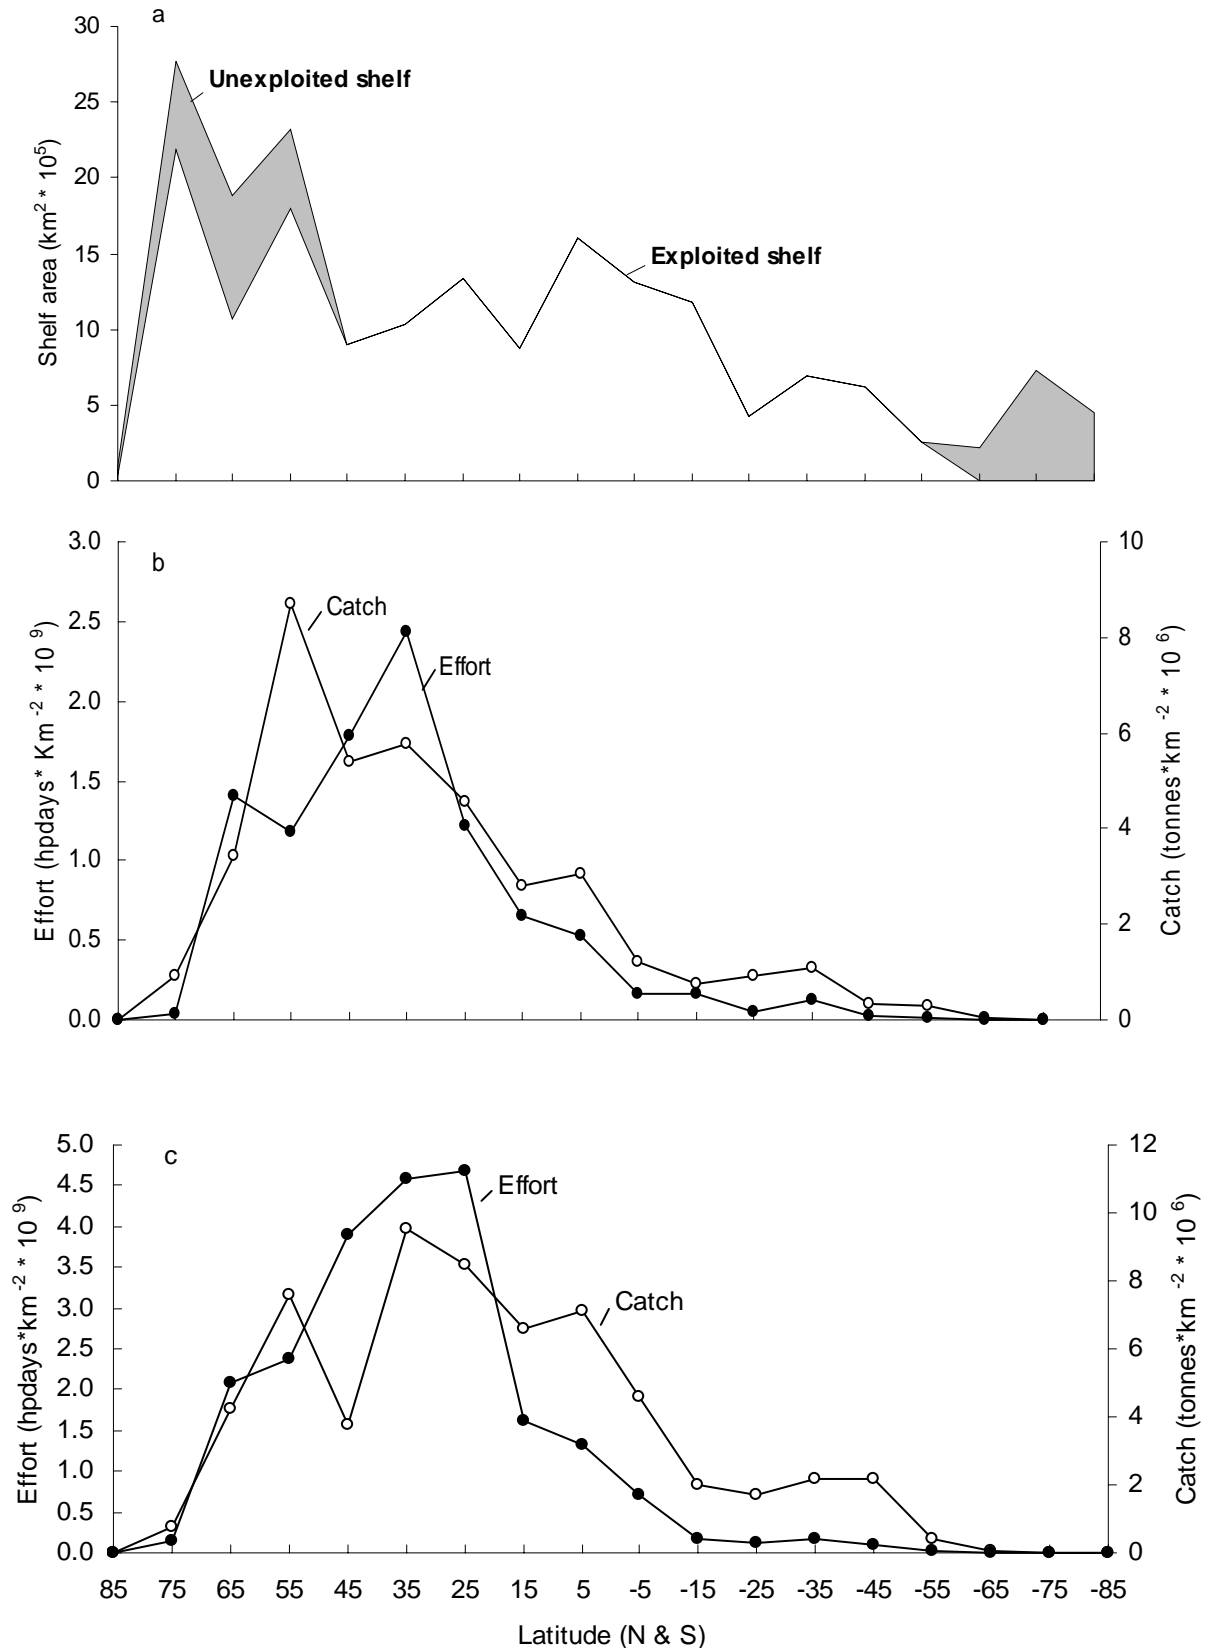 a
30
25
20
15
10
5
0
Shelf area (km² * 10⁵)
Unexploited shelf
Exploited shelf
b
3.0
2.5
2.0
1.5
1.0
0.5
0.0
Effort (hpdays* Km⁻² * 10⁹)
Catch
Effort
10
8
6
4
2
0
Catch (tonnes*km⁻² * 10⁶)
c
5.0
4.5
4.0
3.5
3.0
2.5
2.0
1.5
1.0
0.5
0.0
Effort (hpdays*km⁻² * 10⁹)
Effort
Catch
12
10
8
6
4
2
0
Catch (tonnes*km⁻² * 10⁶)
85 75 65 55 45 35 25 15 5 -5 -15 -25 -35 -45 -55 -65 -75 -85
Latitude (N & S)